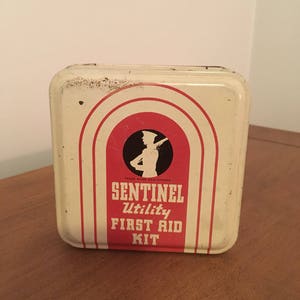 SENTINEL
Utility
FIRST AID
KIT